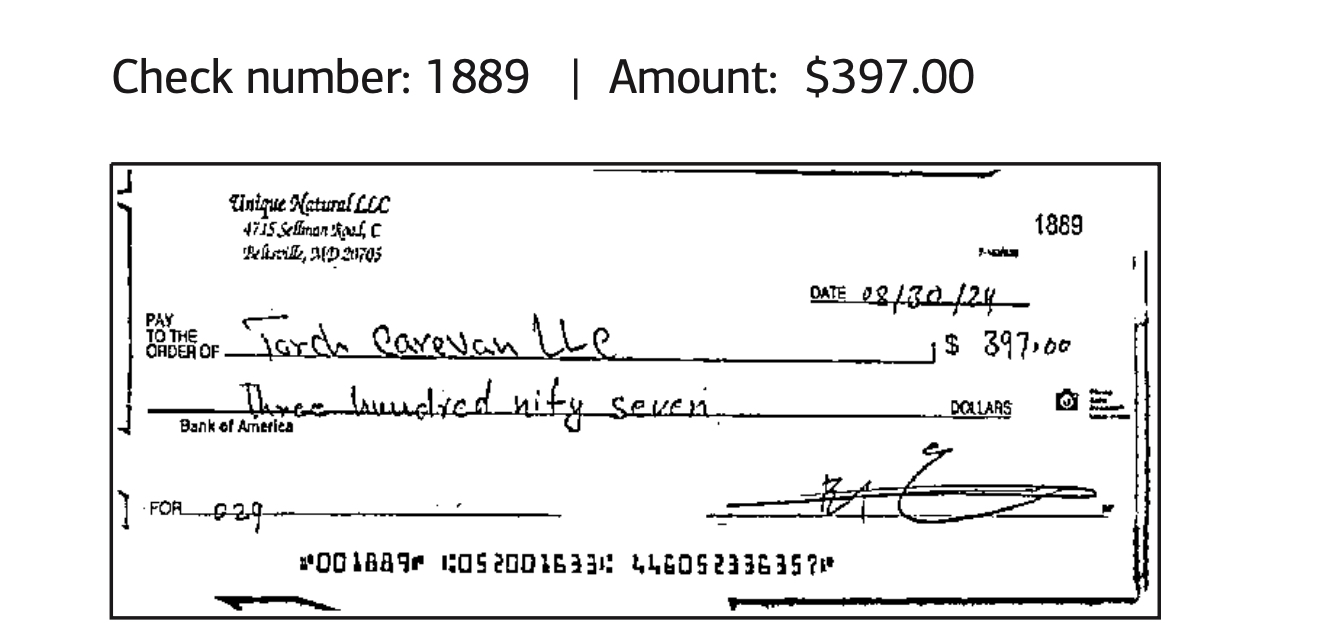 Check number: 1889 | Amount: $397.00
Unique Natural LLC
4715 Sellman Road, C
Beltsville, MD 20705
1889
DATE 08/30/24
PAY TO THE ORDER OF Torch Carevan LLC $ 397.00
Three hundred nity seven DOLLARS
Bank of America
FOR 029
⑈001889⑈ ⑆052001633⑆ 446052336357⑈